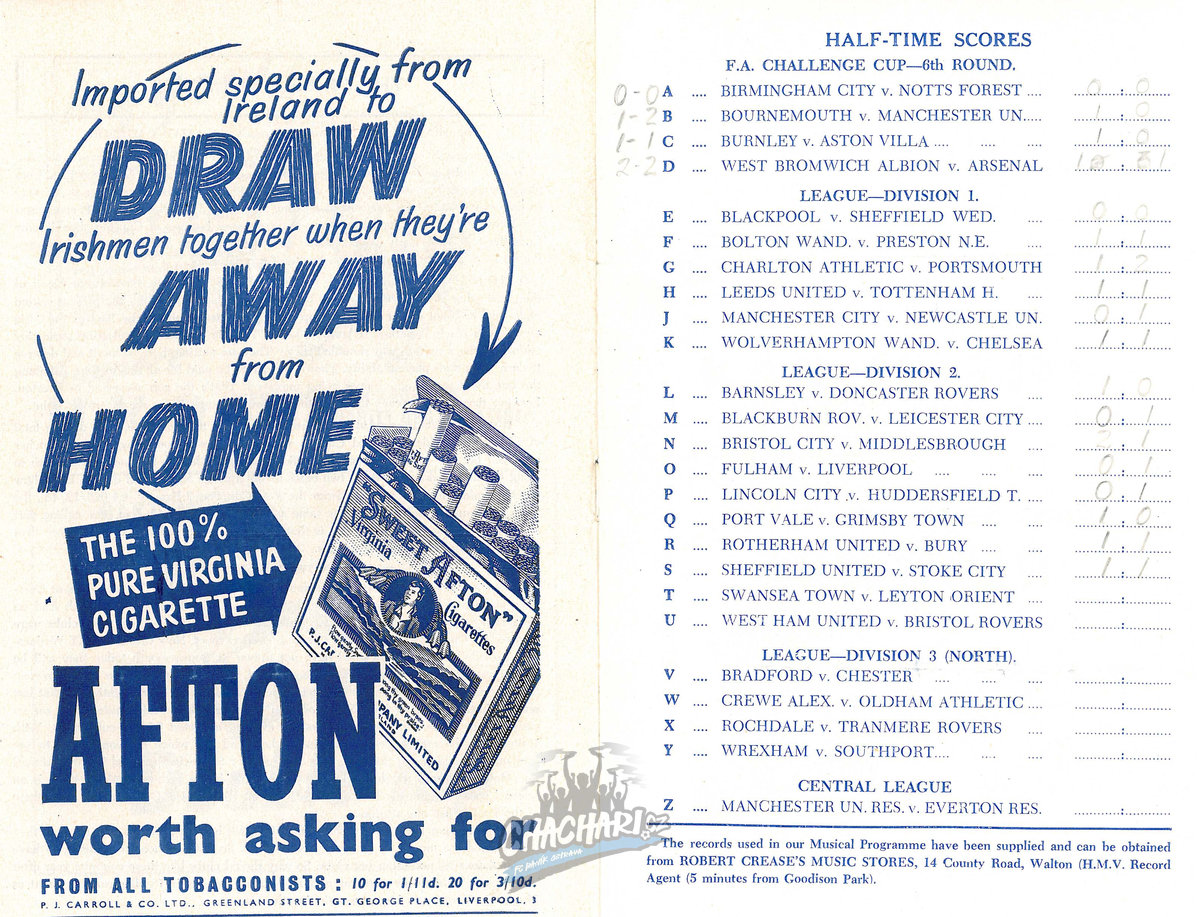 Imported specially from
Ireland to
DRAW
Irishmen together when they're
AWAY
from
HOME
THE 100%
PURE VIRGINIA
CIGARETTE
"SWEET AFTON"
Virginia
Cigarettes
P.J.CAR
MPANY LIMITED
AFTON
worth asking for
FROM ALL TOBACCONISTS : 10 for 1/11d. 20 for 3/10d.
P. J. CARROLL & CO. LTD., GREENLAND STREET, GT. GEORGE PLACE, LIVERPOOL, 3
HALF-TIME SCORES
F.A. CHALLENGE CUP—6th ROUND.
0-0 A .... BIRMINGHAM CITY v. NOTTS FOREST .... 0 : 0
1-2 B .... BOURNEMOUTH v. MANCHESTER UN..... 1 : 0
1-1 C .... BURNLEY v. ASTON VILLA .... .... .... 1 : 0
2-2 D .... WEST BROMWICH ALBION v. ARSENAL 1 : 1
LEAGUE—DIVISION 1.
E .... BLACKPOOL v. SHEFFIELD WED. .... 0 : 0
F .... BOLTON WAND. v. PRESTON N.E. .... 1 : 1
G .... CHARLTON ATHLETIC v. PORTSMOUTH 1 : 2
H .... LEEDS UNITED v. TOTTENHAM H. .... 1 : 1
J .... MANCHESTER CITY v. NEWCASTLE UN. 0 : 1
K .... WOLVERHAMPTON WAND. v. CHELSEA 1 : 1
LEAGUE—DIVISION 2.
L .... BARNSLEY v. DONCASTER ROVERS .... 1 : 0
M .... BLACKBURN ROV. v. LEICESTER CITY .... 0 : 1
N .... BRISTOL CITY v. MIDDLESBROUGH .... : 1
O .... FULHAM v. LIVERPOOL .... .... .... 0 : 1
P .... LINCOLN CITY v. HUDDERSFIELD T. .... 0 : 1
Q .... PORT VALE v. GRIMSBY TOWN .... .... 1 : 0
R .... ROTHERHAM UNITED v. BURY .... .... 1 : 1
S .... SHEFFIELD UNITED v. STOKE CITY .... 1 : 1
T .... SWANSEA TOWN v. LEYTON ORIENT .... :
U .... WEST HAM UNITED v. BRISTOL ROVERS :
LEAGUE—DIVISION 3 (NORTH).
V .... BRADFORD v. CHESTER .... .... .... :
W .... CREWE ALEX. v. OLDHAM ATHLETIC .... :
X .... ROCHDALE v. TRANMERE ROVERS .... :
Y .... WREXHAM v. SOUTHPORT.... .... .... :
CENTRAL LEAGUE
Z .... MANCHESTER UN. RES. v. EVERTON RES. :
The records used in our Musical Programme have been supplied and can be obtained
from ROBERT CREASE'S MUSIC STORES, 14 County Road, Walton (H.M.V. Record
Agent (5 minutes from Goodison Park).
CHACHARI.CZ
FC BANÍK OSTRAVA